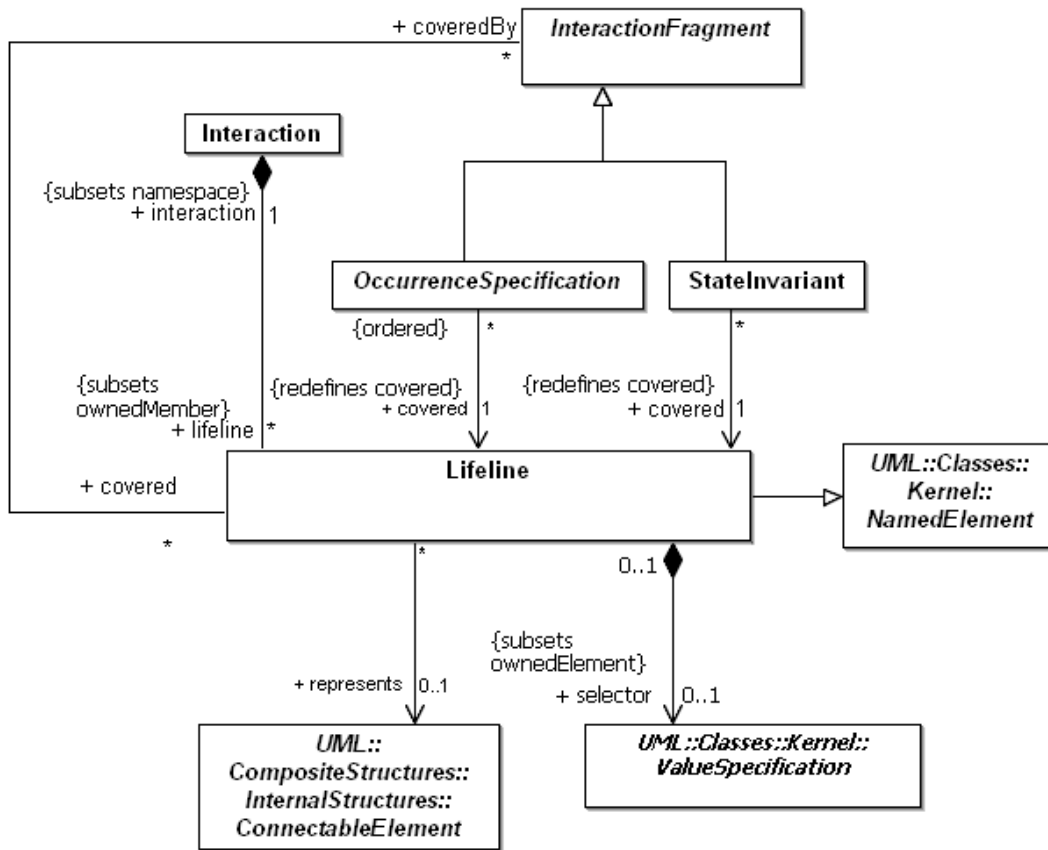 + coveredBy
*
InteractionFragment
Interaction
{subsets namespace}
+ interaction
1
OccurrenceSpecification
StateInvariant
{ordered}
*
*
{subsets
ownedMember}
+ lifeline
*
{redefines covered}
+ covered
1
{redefines covered}
+ covered
1
Lifeline
+ covered
*
UML::Classes::
Kernel::
NamedElement
*
0..1
+ represents
0..1
{subsets
ownedElement}
+ selector
0..1
UML::
CompositeStructures::
InternalStructures::
ConnectableElement
UML::Classes::Kernel::
ValueSpecification